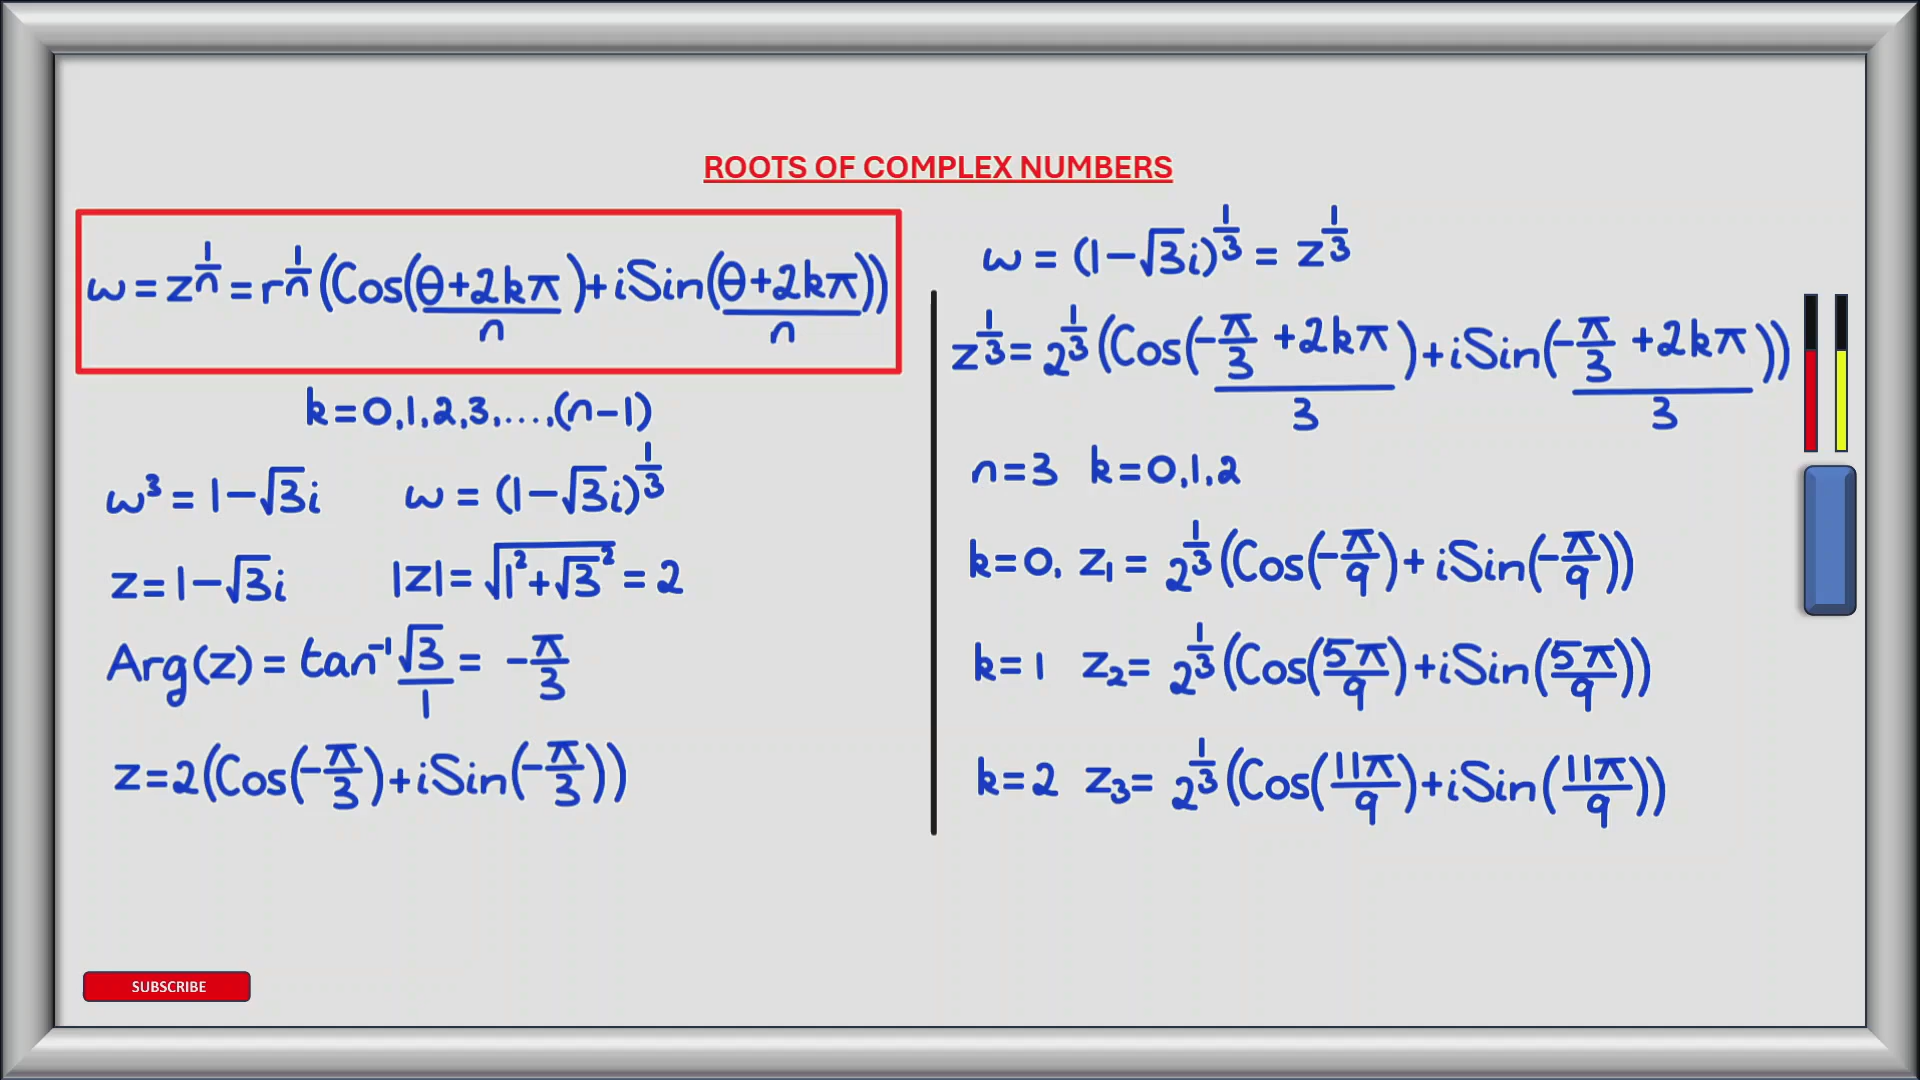 ROOTS OF COMPLEX NUMBERS
ω = z^(1/n) = r^(1/n) (Cos((θ+2kπ)/n) + iSin((θ+2kπ)/n))
k=0,1,2,3,....,(n-1)
ω³ = 1-√3i ω = (1-√3i)^(1/3)
z=1-√3i |z|= √(1²+√3²) = 2
Arg(z) = tan⁻¹ √3/1 = -π/3
z=2(Cos(-π/3)+iSin(-π/3))
ω = (1-√3i)^(1/3) = z^(1/3)
z^(1/3) = 2^(1/3) (Cos((-π/3 +2kπ)/3) + iSin((-π/3 +2kπ)/3))
n=3 k=0,1,2
k=0, z₁ = 2^(1/3) (Cos(-π/9)+ iSin(-π/9))
k=1 z₂= 2^(1/3) (Cos(5π/9)+iSin(5π/9))
k=2 z₃= 2^(1/3) (Cos(11π/9)+iSin(11π/9))
SUBSCRIBE